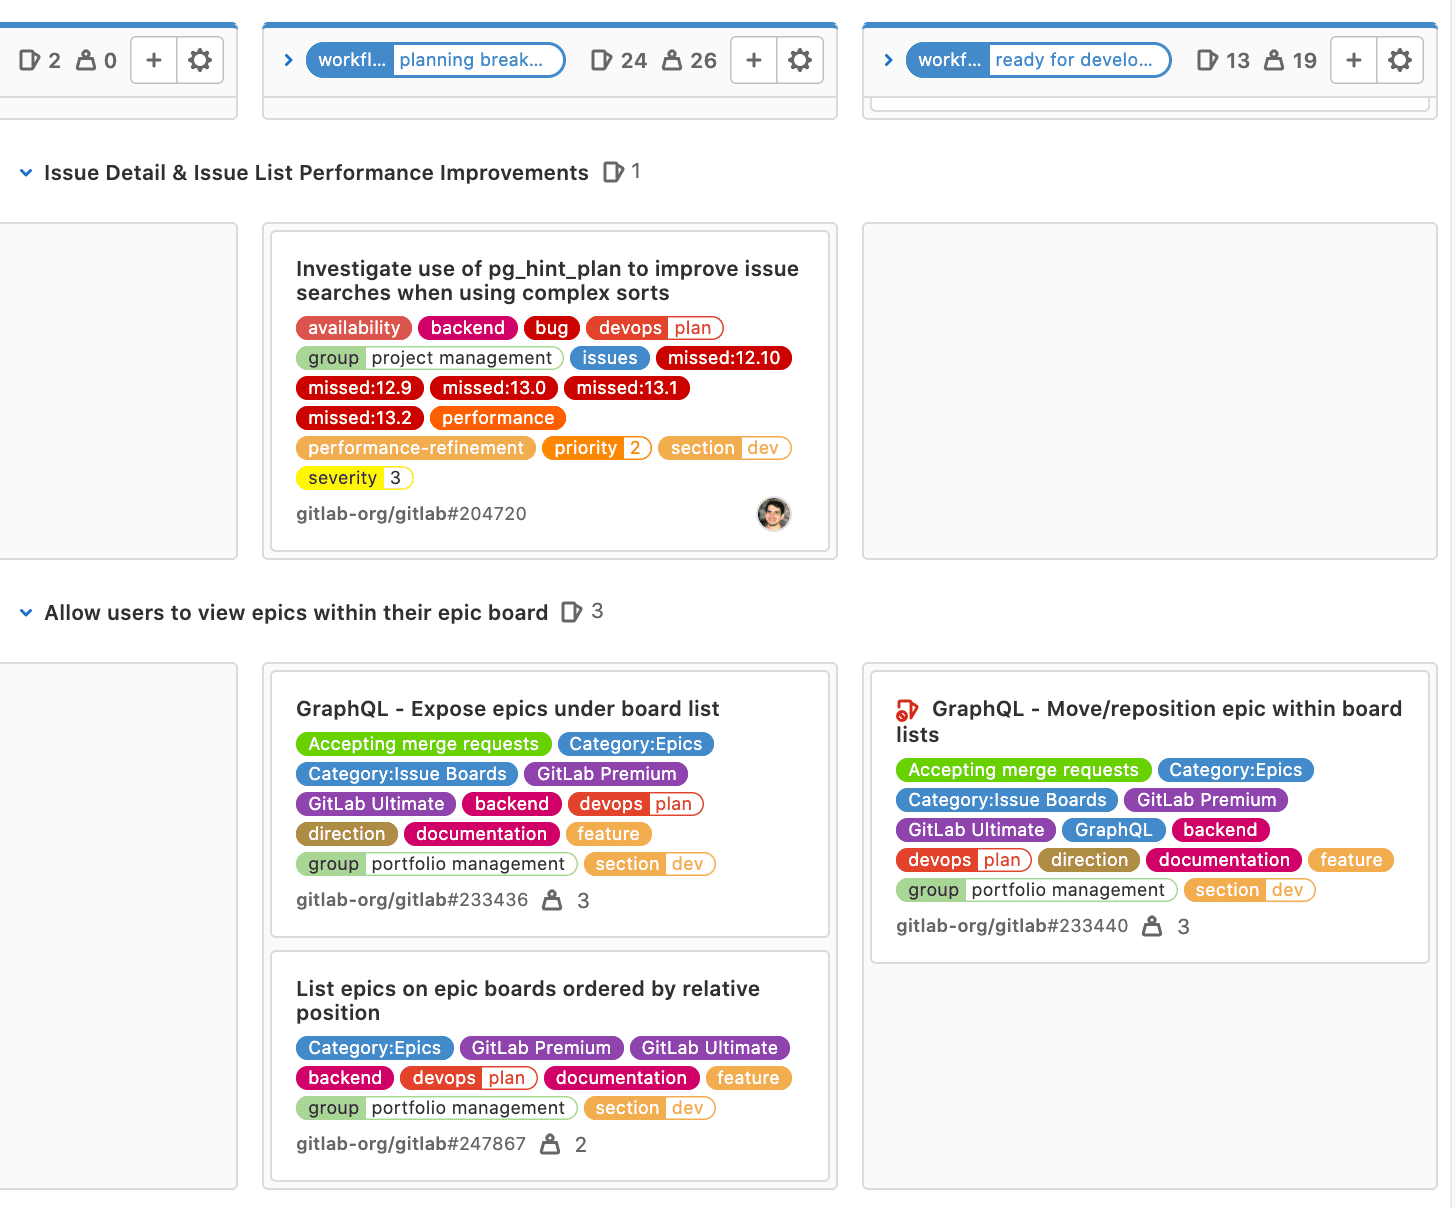 2 0 + workfl... planning break... 24 26 + workf... ready for develo... 13 19 +
Issue Detail & Issue List Performance Improvements 1
Investigate use of pg_hint_plan to improve issue
searches when using complex sorts
availability backend bug devops plan
group project management issues missed:12.10
missed:12.9 missed:13.0 missed:13.1
missed:13.2 performance
performance-refinement priority 2 section dev
severity 3
gitlab-org/gitlab#204720
Allow users to view epics within their epic board 3
GraphQL - Expose epics under board list
Accepting merge requests Category:Epics
Category:Issue Boards GitLab Premium
GitLab Ultimate backend devops plan
direction documentation feature
group portfolio management section dev
gitlab-org/gitlab#233436 3
List epics on epic boards ordered by relative
position
Category:Epics GitLab Premium GitLab Ultimate
backend devops plan documentation feature
group portfolio management section dev
gitlab-org/gitlab#247867 2
GraphQL - Move/reposition epic within board
lists
Accepting merge requests Category:Epics
Category:Issue Boards GitLab Premium
GitLab Ultimate GraphQL backend
devops plan direction documentation feature
group portfolio management section dev
gitlab-org/gitlab#233440 3